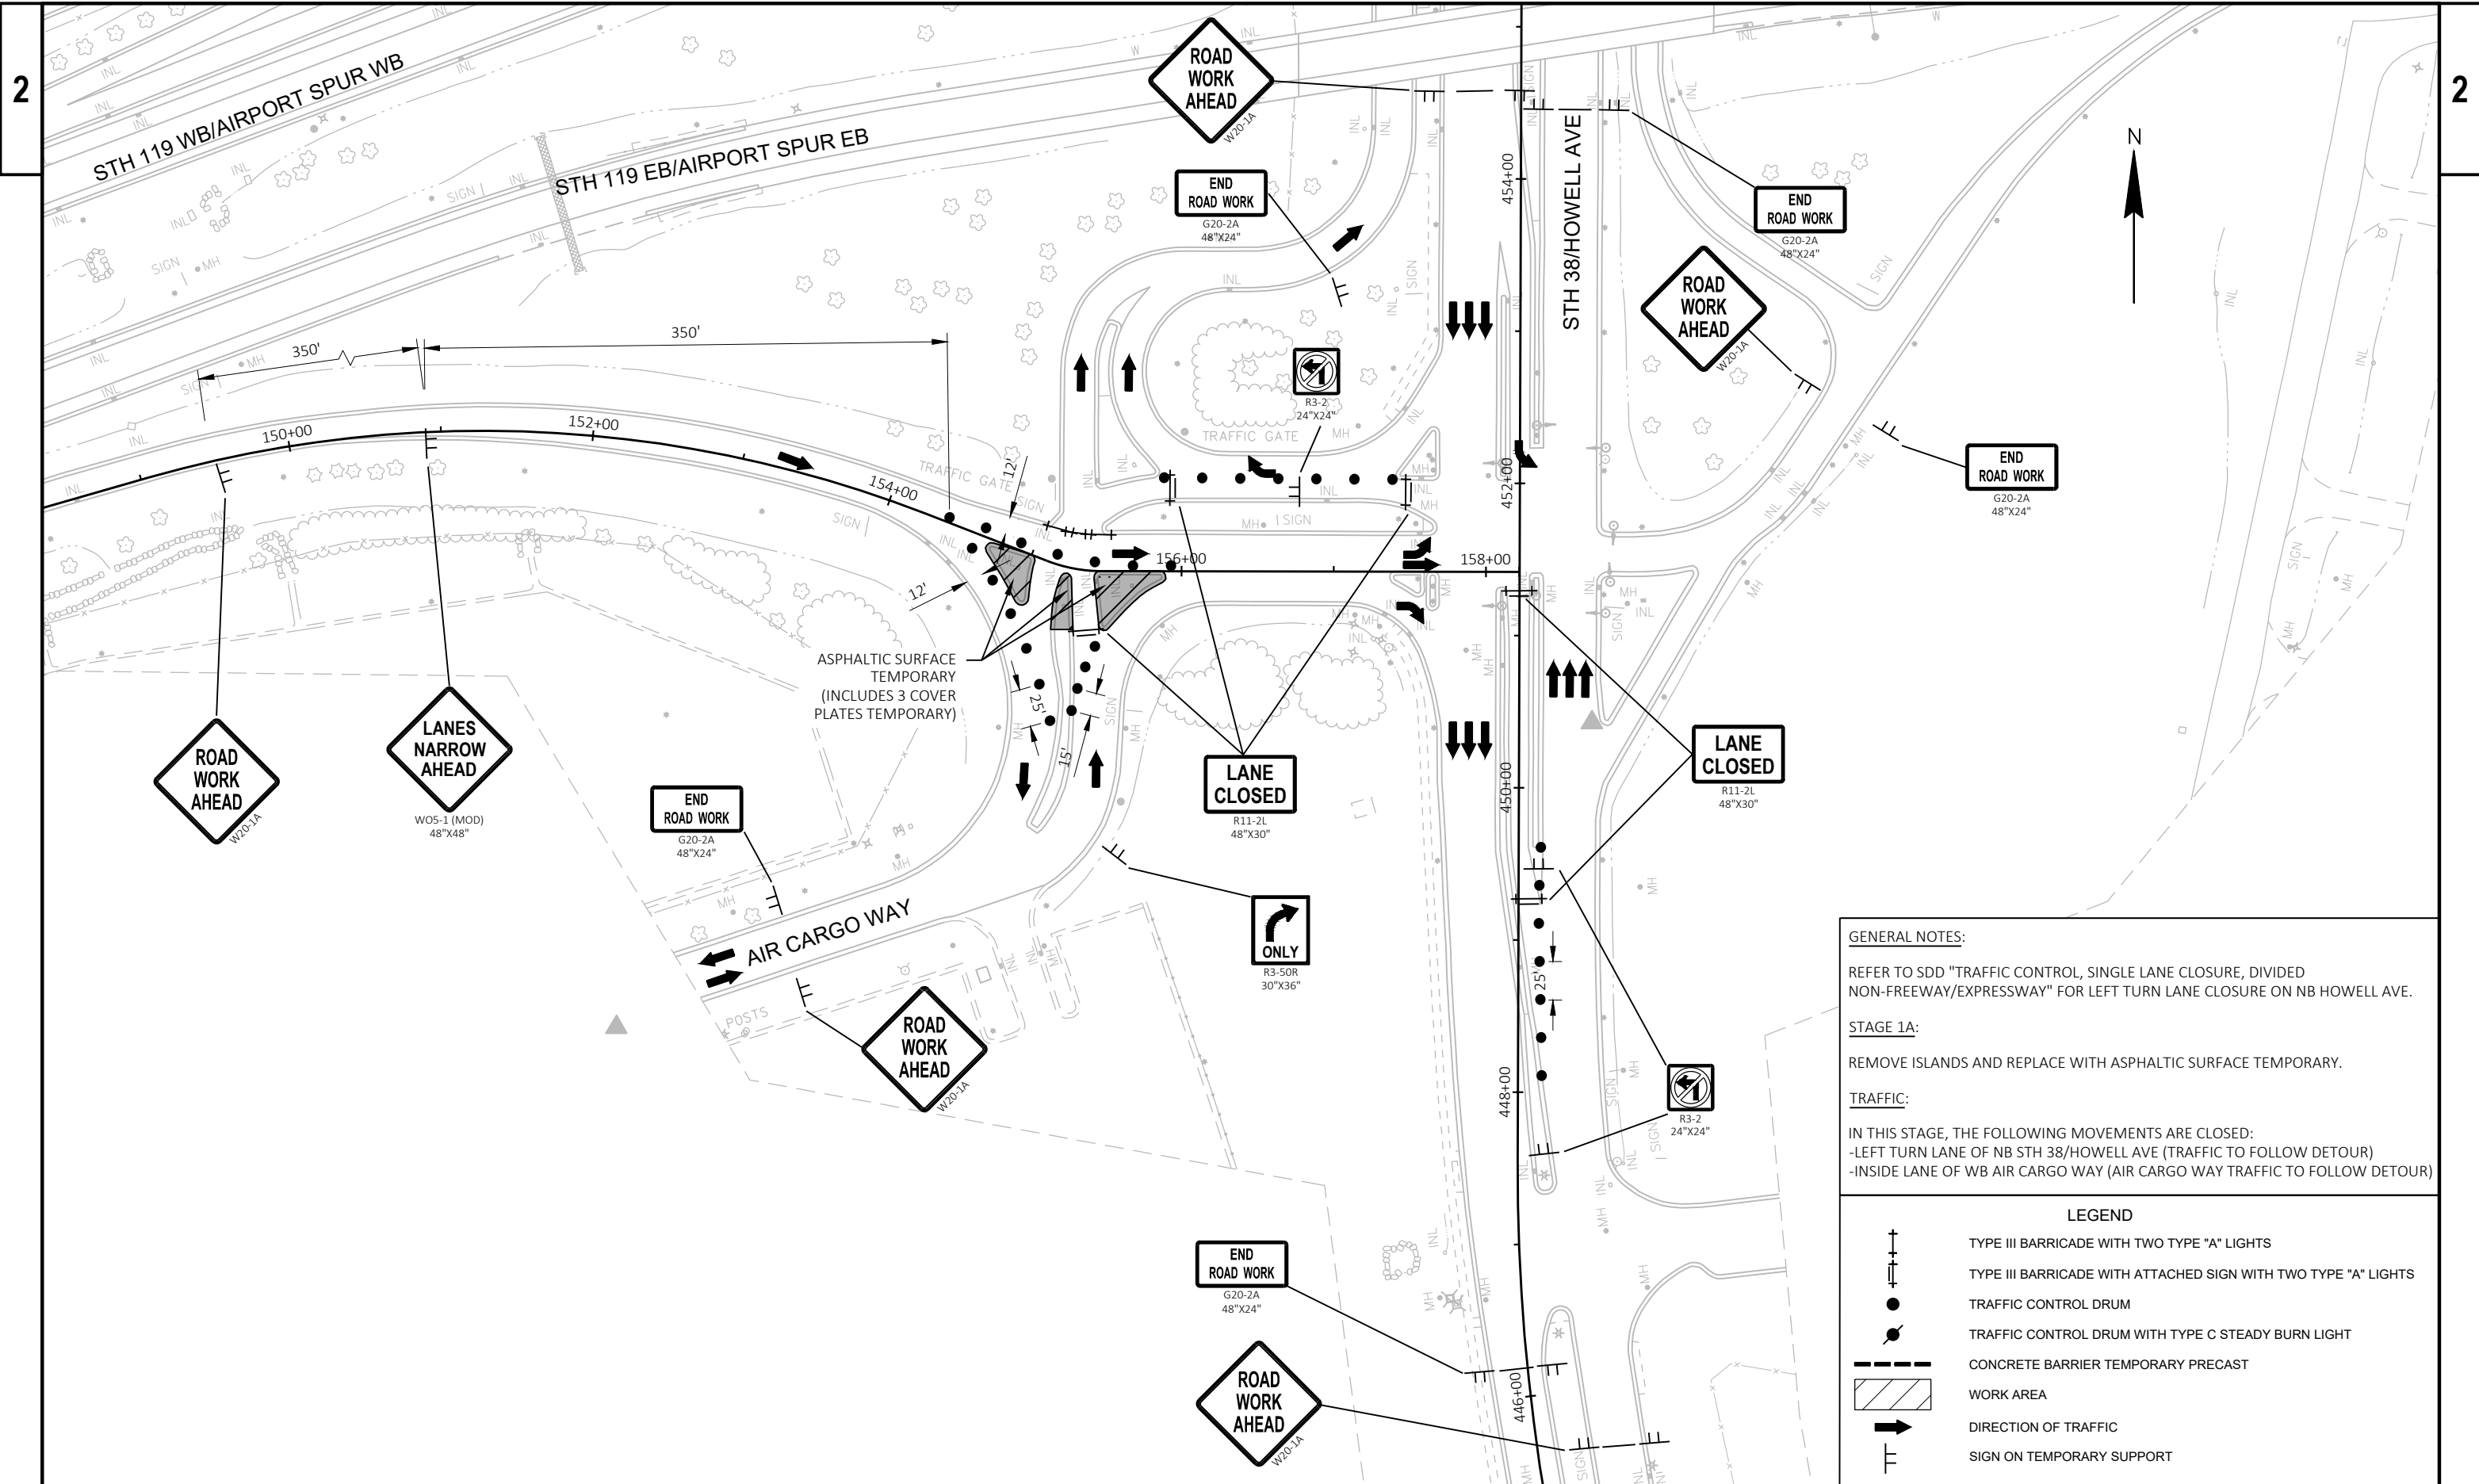 2
2
STH 119 WB/AIRPORT SPUR WB
STH 119 EB/AIRPORT SPUR EB
STH 38/HOWELL AVE
AIR CARGO WAY
N
ROAD
WORK
AHEAD
W20-1A
END
ROAD WORK
G20-2A
48"X24"
END
ROAD WORK
G20-2A
48"X24"
ROAD
WORK
AHEAD
W20-1A
R3-2
24"X24"
TRAFFIC GATE
TRAFFIC GATE
END
ROAD WORK
G20-2A
48"X24"
350'
350'
150+00
152+00
154+00
156+00
158+00
454+00
452+00
450+00
448+00
446+00
12'
12'
25'
15'
25'
ASPHALTIC SURFACE
TEMPORARY
(INCLUDES 3 COVER
PLATES TEMPORARY)
ROAD
WORK
AHEAD
W20-1A
LANES
NARROW
AHEAD
WO5-1 (MOD)
48"X48"
END
ROAD WORK
G20-2A
48"X24"
LANE
CLOSED
R11-2L
48"X30"
LANE
CLOSED
R11-2L
48"X30"
ONLY
R3-50R
30"X36"
ROAD
WORK
AHEAD
W20-1A
POSTS
R3-2
24"X24"
END
ROAD WORK
G20-2A
48"X24"
ROAD
WORK
AHEAD
W20-1A
GENERAL NOTES:
REFER TO SDD "TRAFFIC CONTROL, SINGLE LANE CLOSURE, DIVIDED
NON-FREEWAY/EXPRESSWAY" FOR LEFT TURN LANE CLOSURE ON NB HOWELL AVE.
STAGE 1A:
REMOVE ISLANDS AND REPLACE WITH ASPHALTIC SURFACE TEMPORARY.
TRAFFIC:
IN THIS STAGE, THE FOLLOWING MOVEMENTS ARE CLOSED:
-LEFT TURN LANE OF NB STH 38/HOWELL AVE (TRAFFIC TO FOLLOW DETOUR)
-INSIDE LANE OF WB AIR CARGO WAY (AIR CARGO WAY TRAFFIC TO FOLLOW DETOUR)
LEGEND
TYPE III BARRICADE WITH TWO TYPE "A" LIGHTS
TYPE III BARRICADE WITH ATTACHED SIGN WITH TWO TYPE "A" LIGHTS
TRAFFIC CONTROL DRUM
TRAFFIC CONTROL DRUM WITH TYPE C STEADY BURN LIGHT
CONCRETE BARRIER TEMPORARY PRECAST
WORK AREA
DIRECTION OF TRAFFIC
SIGN ON TEMPORARY SUPPORT